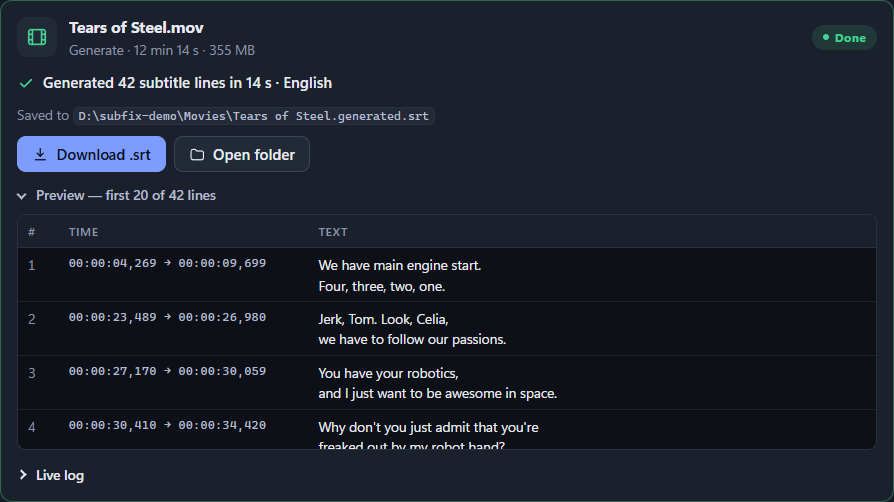 Tears of Steel.mov
Generate · 12 min 14 s · 355 MB
Done
Generated 42 subtitle lines in 14 s · English
Saved to D:\subfix-demo\Movies\Tears of Steel.generated.srt
Download .srt
Open folder
Preview — first 20 of 42 lines
# TIME TEXT
1 00:00:04,269 → 00:00:09,699 We have main engine start.
Four, three, two, one.
2 00:00:23,489 → 00:00:26,980 Jerk, Tom. Look, Celia,
we have to follow our passions.
3 00:00:27,170 → 00:00:30,059 You have your robotics,
and I just want to be awesome in space.
4 00:00:30,410 → 00:00:34,420 Why don't you just admit that you're
freaked out by my robot hand?
Live log